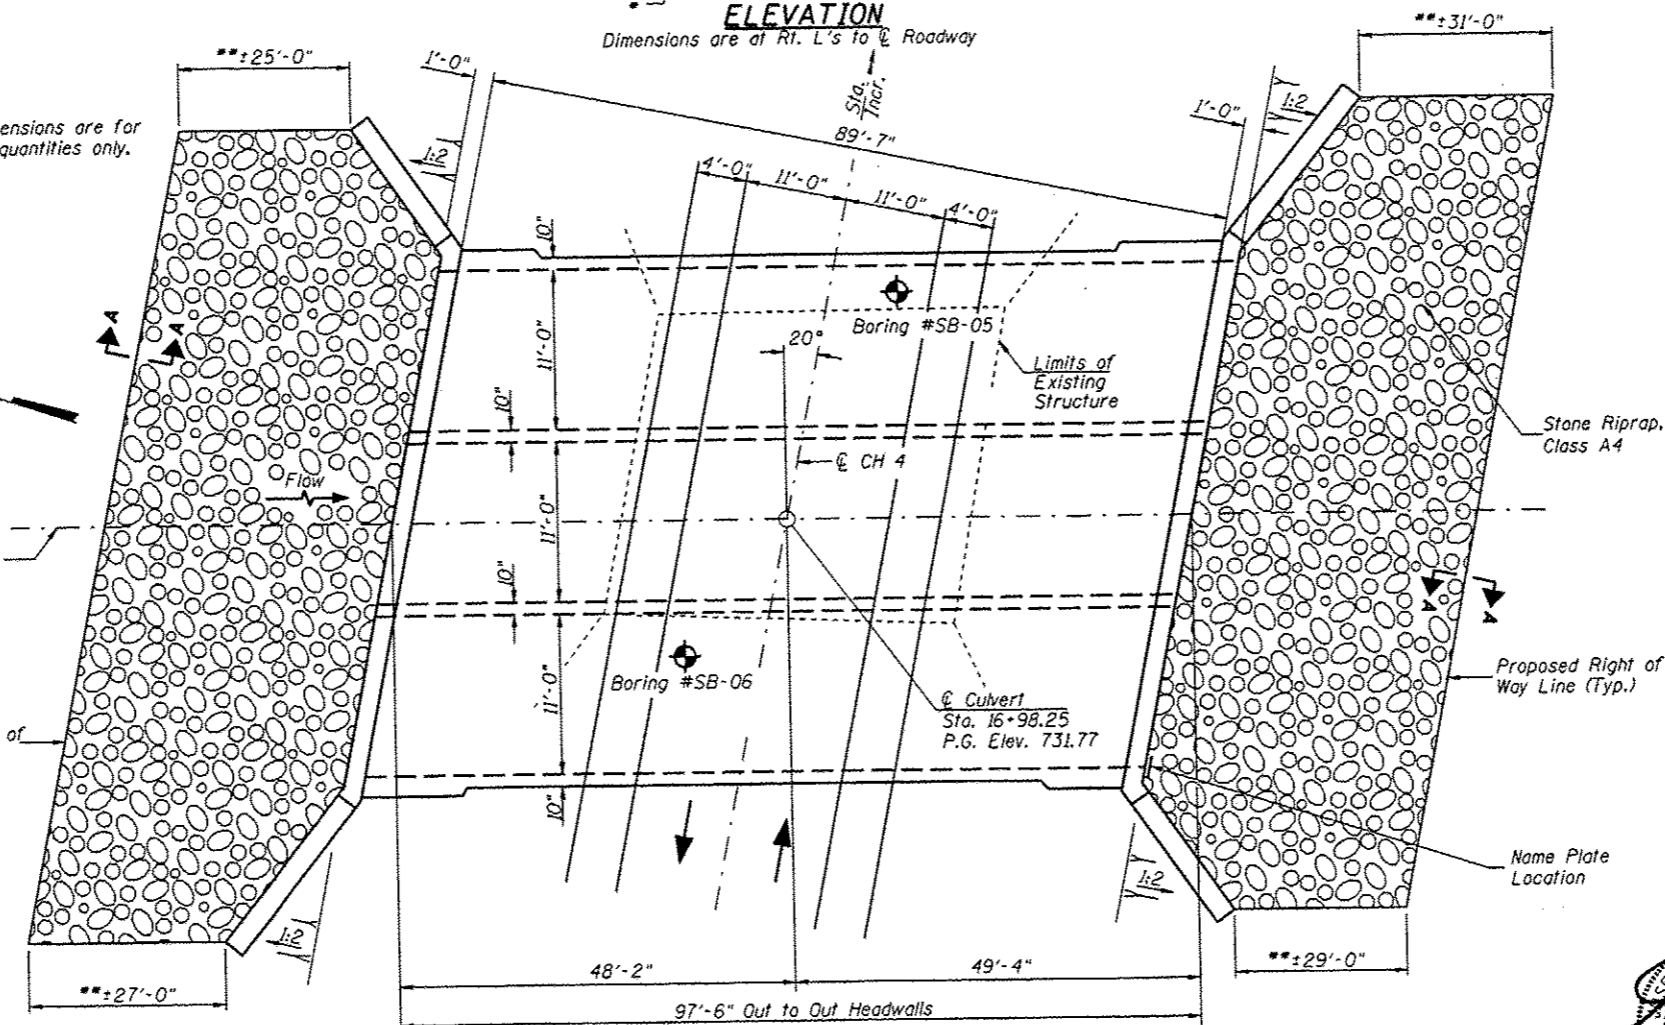 ELEVATION
Dimensions are at Rt. L's to ℄ Roadway
**±25'-0"
1'-0"
Sta. Incr.
**±31'-0"
ensions are for
quantities only.
1:2
89'-7"
1'-0"
1:2
4'-0"
11'-0"
11'-0"
4'-0"
10"
Boring #SB-05
A
A
20°
11'-0"
Limits of
Existing
Structure
10"
Stone Riprap,
Class A4
℄ CH 4
Flow
11'-0"
10"
A
A
Boring #SB-06
11'-0"
Proposed Right of
Way Line (Typ.)
℄ Culvert
Sta. 16+98.25
P.G. Elev. 731.77
of
10"
Name Plate
Location
1:2
1:2
48'-2"
49'-4"
**±29'-0"
**±27'-0"
97'-6" Out to Out Headwalls